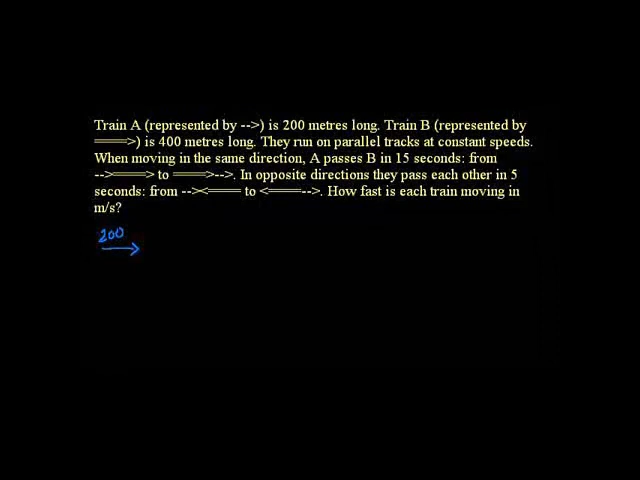 Train A (represented by -->) is 200 metres long. Train B (represented by
====>) is 400 metres long. They run on parallel tracks at constant speeds.
When moving in the same direction, A passes B in 15 seconds: from
-->====> to ====>-->. In opposite directions they pass each other in 5
seconds: from --><==== to <====-->. How fast is each train moving in
m/s?
200